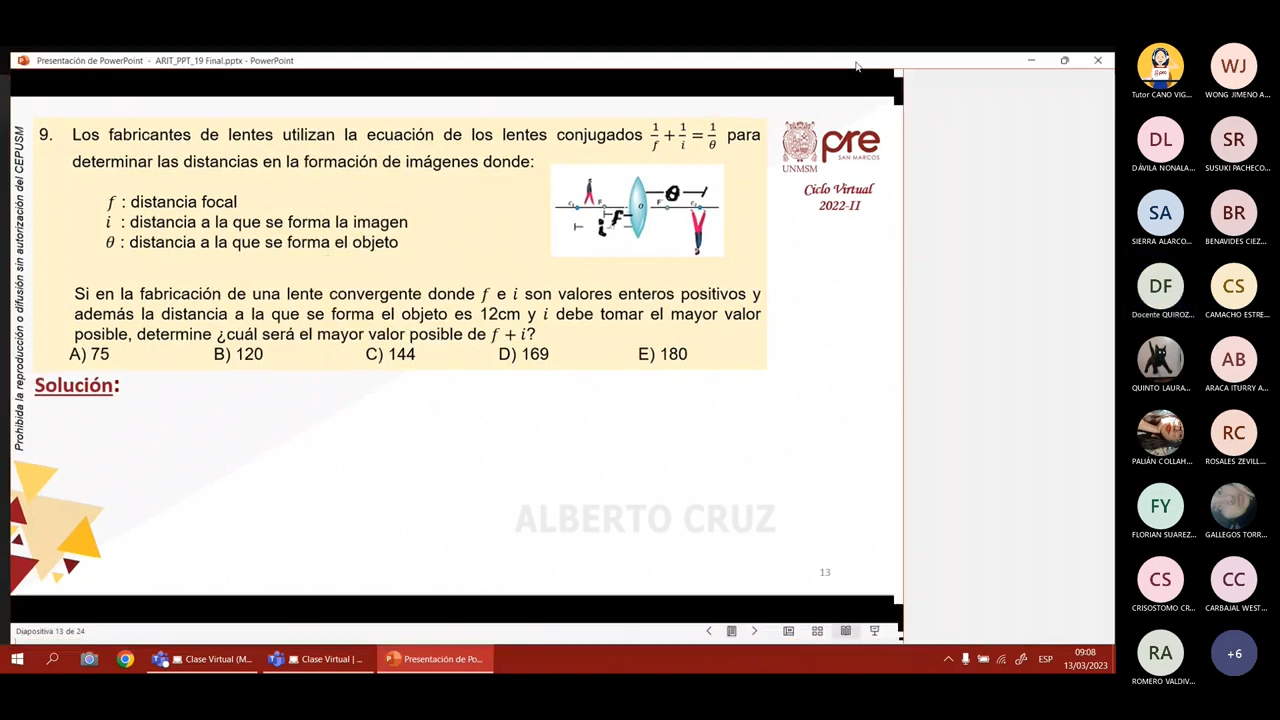 Presentación de PowerPoint - ARIT_PPT_19 Final.pptx - PowerPoint
Prohibida la reproducción o difusión sin autorización del CEPUSM
9. Los fabricantes de lentes utilizan la ecuación de los lentes conjugados 1/f + 1/i = 1/θ para
determinar las distancias en la formación de imágenes donde:
f : distancia focal
i : distancia a la que se forma la imagen
θ : distancia a la que se forma el objeto
θ
F
O
F
f
i
Si en la fabricación de una lente convergente donde f e i son valores enteros positivos y
además la distancia a la que se forma el objeto es 12cm y i debe tomar el mayor valor
posible, determine ¿cuál será el mayor valor posible de f + i?
A) 75 B) 120 C) 144 D) 169 E) 180
Solución:
UNMSM
pre
SAN MARCOS
Ciclo Virtual
2022-II
ALBERTO CRUZ
13
Diapositiva 13 de 24
Clase Virtual (M...
Clase Virtual | ...
Presentación de Po...
ESP
09:08
13/03/2023
Tutor CANO VIG...
WJ
WONG JIMENO A...
DL
DÁVILA NONALA...
SR
SUSUKI PACHECO...
SA
SIERRA ALARCO...
BR
BENAVIDES CIEZ...
DF
Docente QUIROZ...
CS
CAMACHO ESTRE...
QUINTO LAURA...
AB
ARACA ITURRY A...
PALIÁN COLLAH...
RC
ROSALES ZEVILL...
FY
FLORIAN SUAREZ...
GALLEGOS TORR...
CS
CRISOSTOMO CR...
CC
CARBAJAL WEST...
RA
ROMERO VALDIV...
+6